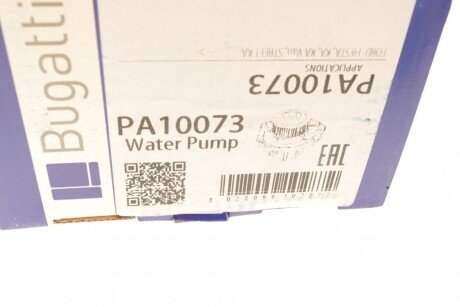 Bugatti
FORD FIESTA, KA, KA Van, STREET KA
APPLICATIONS
PA10073
PA10073
Water Pump
EAC